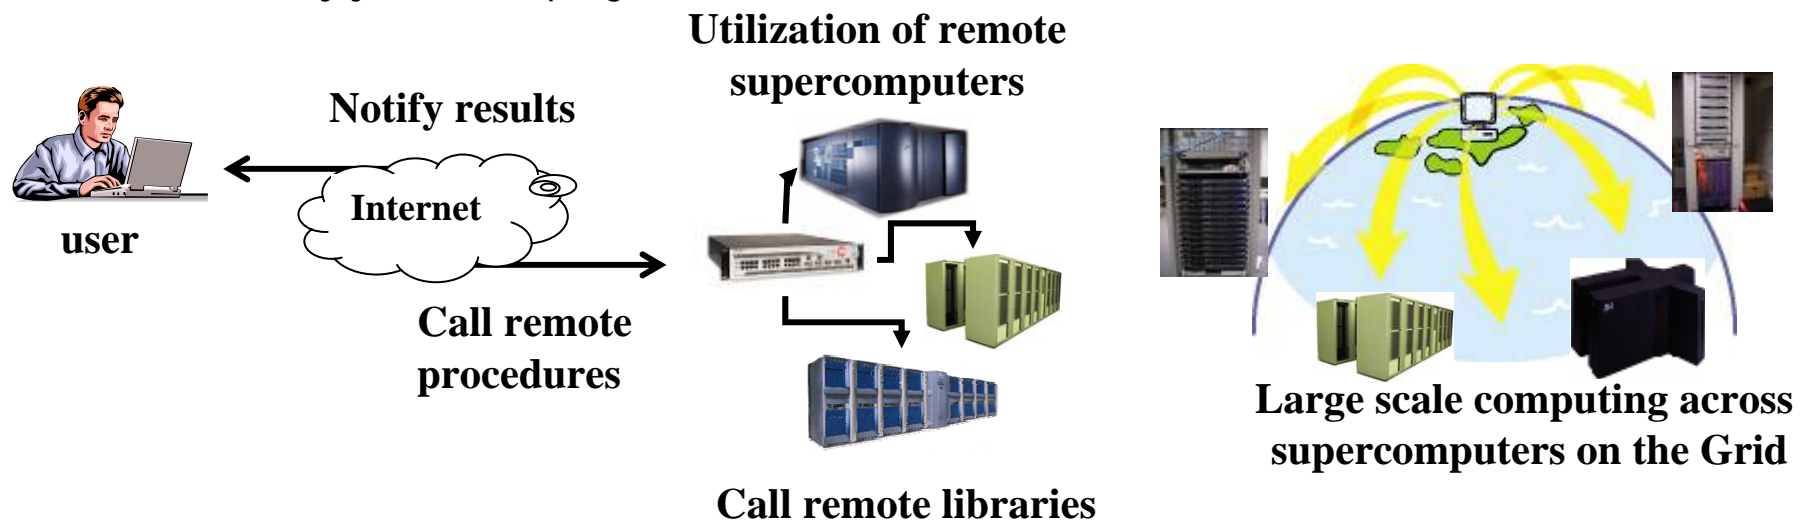 Utilization of remote
supercomputers
Notify results
Internet
user
Call remote
procedures
Call remote libraries
Large scale computing across
supercomputers on the Grid